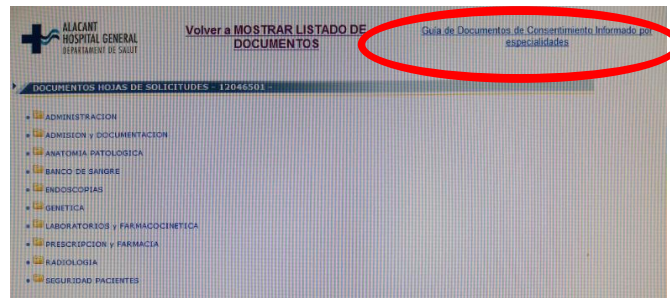 ALACANT
HOSPITAL GENERAL
DEPARTAMENT DE SALUT
Volver a MOSTRAR LISTADO DE
DOCUMENTOS
Guía de Documentos de Consentimiento Informado por
especialidades
DOCUMENTOS HOJAS DE SOLICITUDES - 12046501 -
ADMINISTRACION
ADMISION y DOCUMENTACION
ANATOMIA PATOLOGICA
BANCO DE SANGRE
ENDOSCOPIAS
GENETICA
LABORATORIOS y FARMACOCINETICA
PRESCRIPCION y FARMACIA
RADIOLOGIA
SEGURIDAD PACIENTES